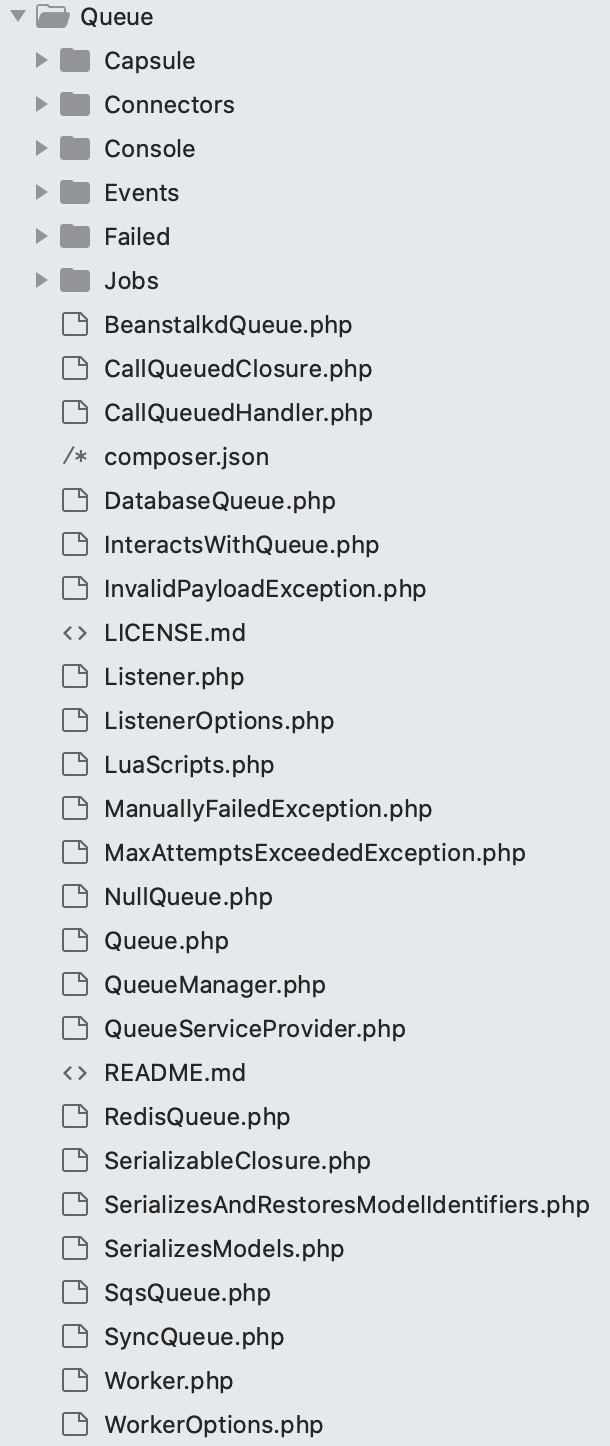 Queue
Capsule
Connectors
Console
Events
Failed
Jobs
BeanstalkdQueue.php
CallQueuedClosure.php
CallQueuedHandler.php
/* composer.json
DatabaseQueue.php
InteractsWithQueue.php
InvalidPayloadException.php
<> LICENSE.md
Listener.php
ListenerOptions.php
LuaScripts.php
ManuallyFailedException.php
MaxAttemptsExceededException.php
NullQueue.php
Queue.php
QueueManager.php
QueueServiceProvider.php
<> README.md
RedisQueue.php
SerializableClosure.php
SerializesAndRestoresModelIdentifiers.php
SerializesModels.php
SqsQueue.php
SyncQueue.php
Worker.php
WorkerOptions.php